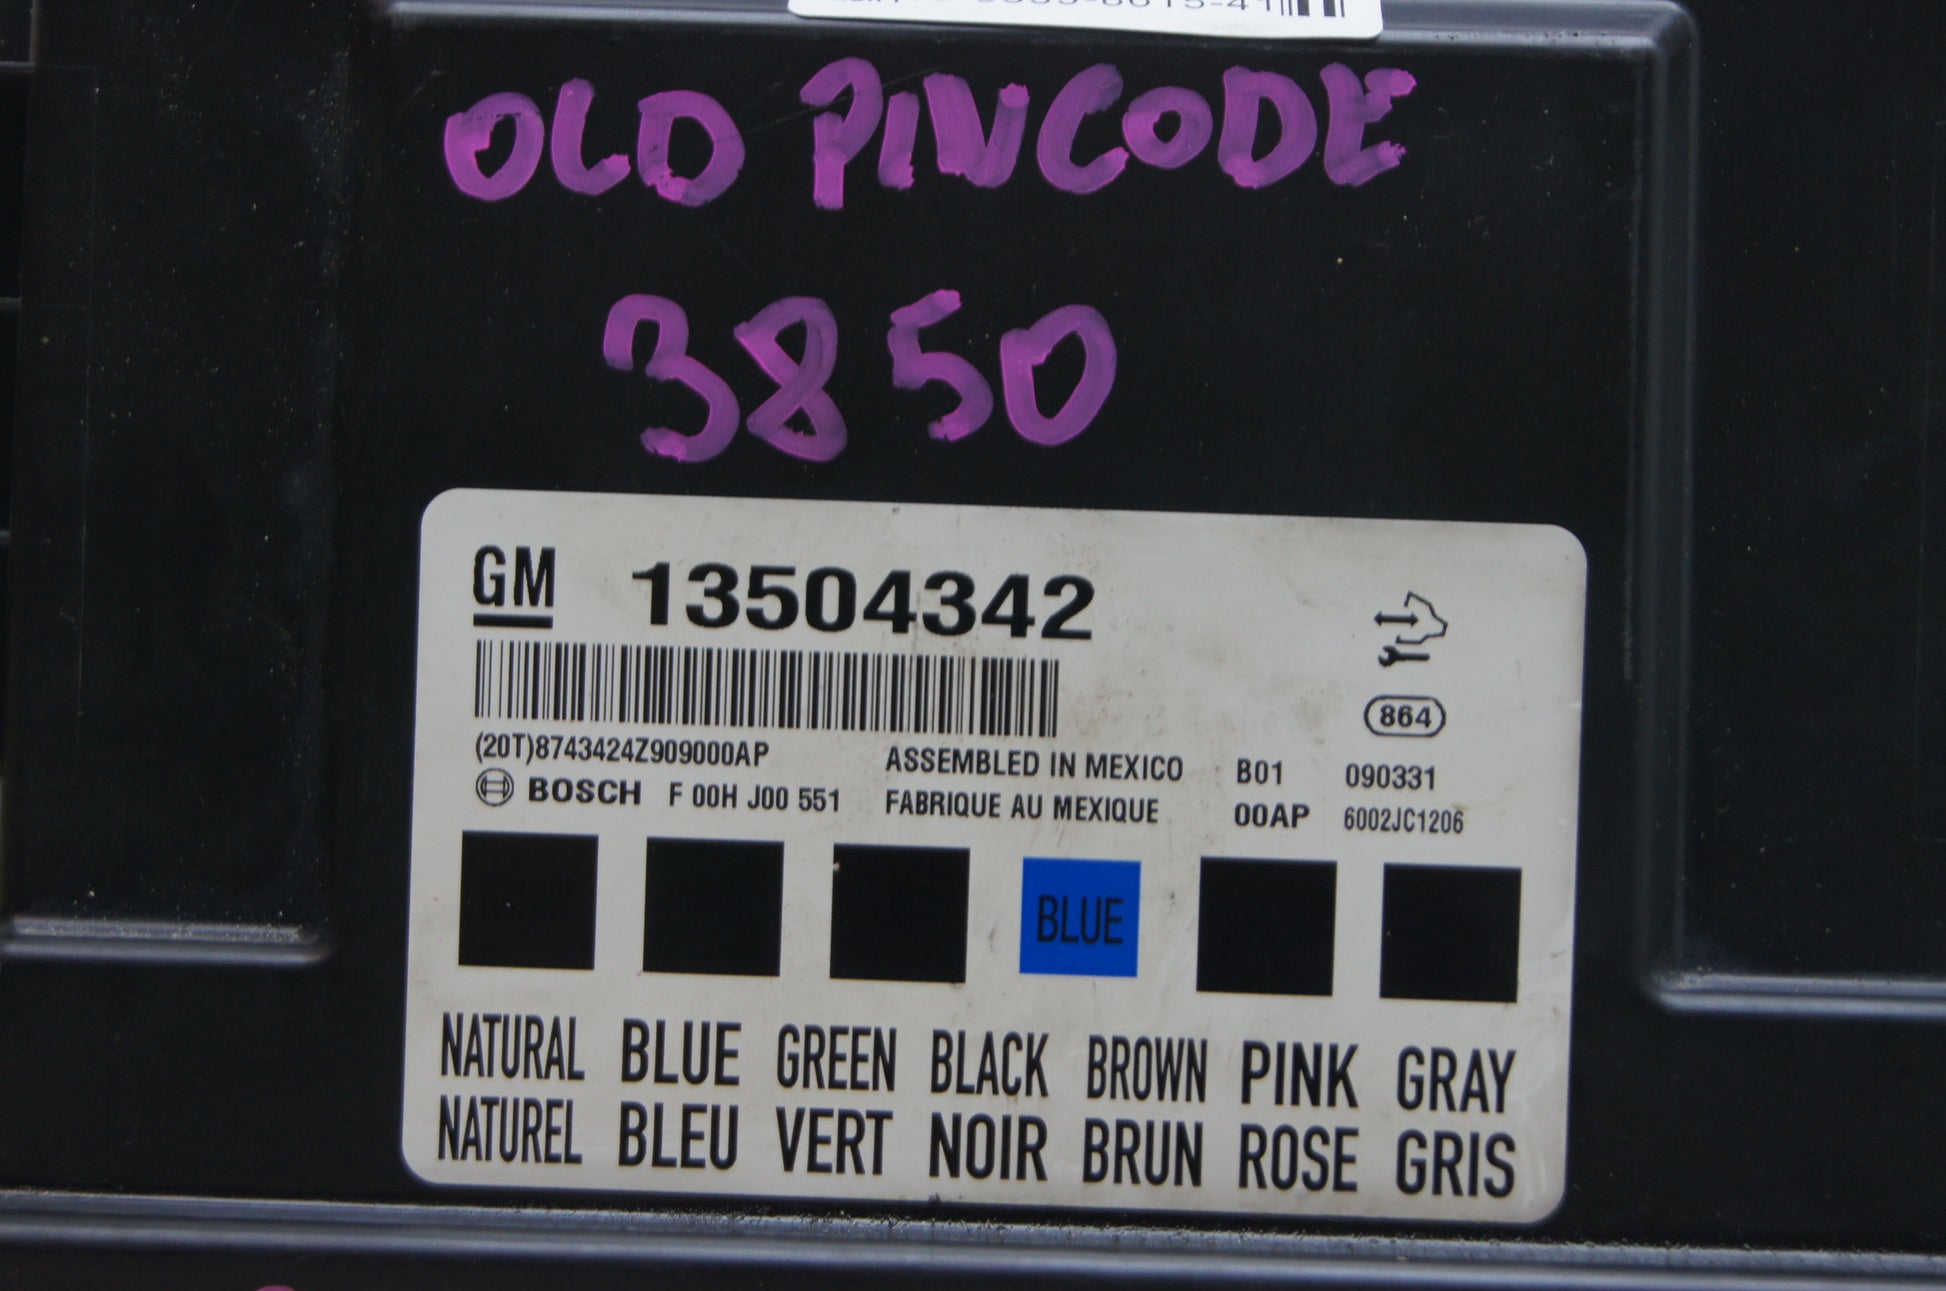 OLD PINCODE
3850
GM 13504342
864
(20T)8743424Z909000AP ASSEMBLED IN MEXICO B01 090331
BOSCH F 00H J00 551 FABRIQUE AU MEXIQUE 00AP 6002JC1206
BLUE
NATURAL BLUE GREEN BLACK BROWN PINK GRAY
NATUREL BLEU VERT NOIR BRUN ROSE GRIS